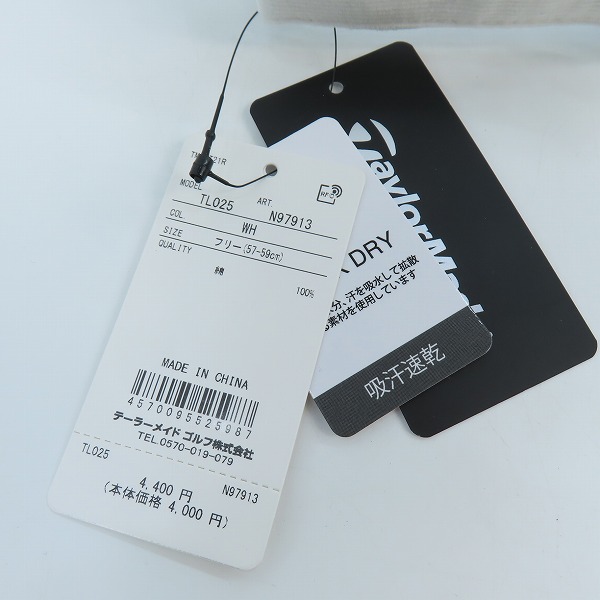 MODEL TL025 ART. N97913
COL. WH
SIZE フリー(57-59cm)
QUALITY
綿 100%
MADE IN CHINA
4570095525987
テーラーメイド ゴルフ株式会社
TEL.0570-019-079
TL025 N97913
4,400 円
(本体価格 4,000 円)
DRY
分、汗を吸水して拡散
素材を使用しています
吸汗速乾
TaylorMad